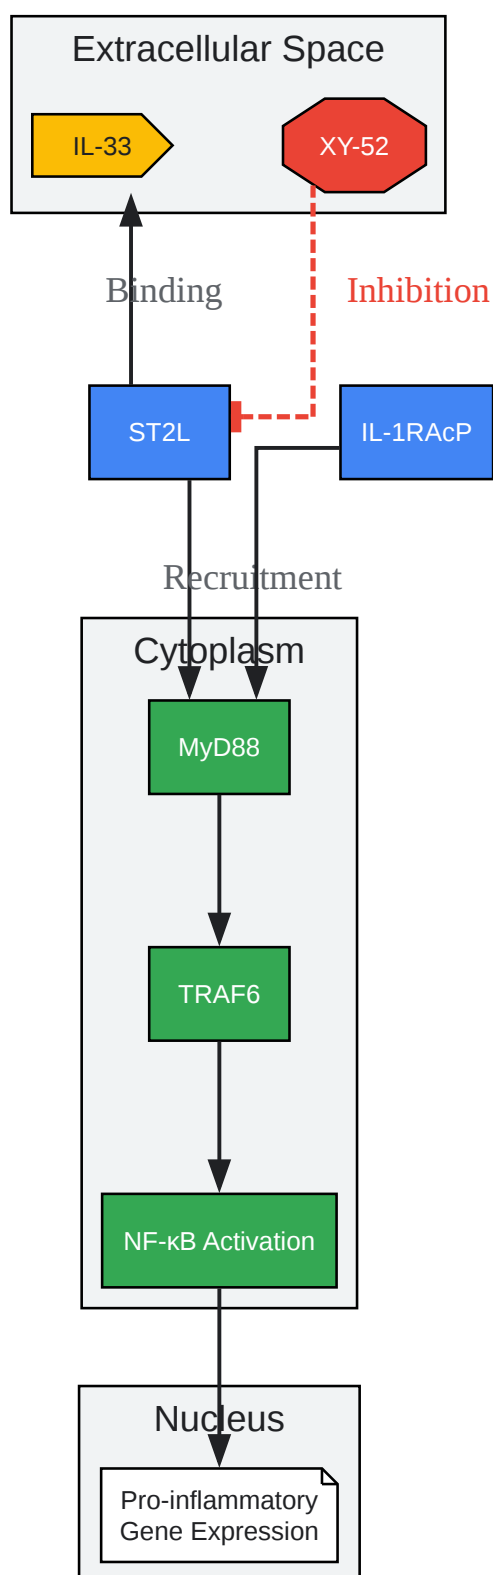 Extracellular Space
IL-33
XY-52
Binding
Inhibition
ST2L
IL-1RAcP
Recruitment
Cytoplasm
MyD88
TRAF6
NF-κB Activation
Nucleus
Pro-inflammatory
Gene Expression